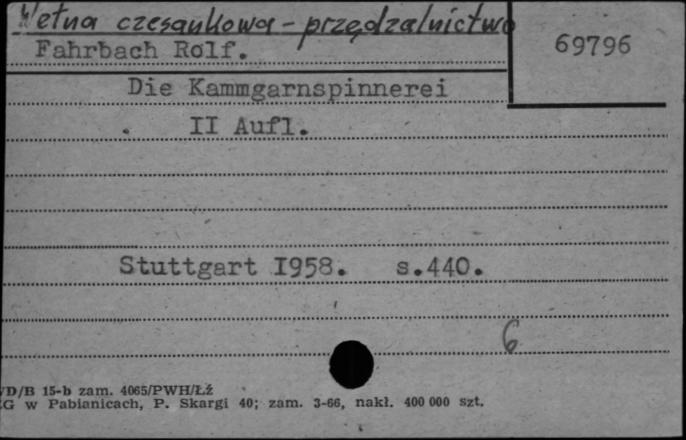 Wełna czesankowa - przędzalnictwo
Fahrbach Rolf.
69796
Die Kammgarnspinnerei
II Aufl.
Stuttgart I958. s.440.
6
D/B 15-b zam. 4065/PWH/Łź
G w Pabianicach, P. Skargi 40; zam. 3-66, nakł. 400 000 szt.